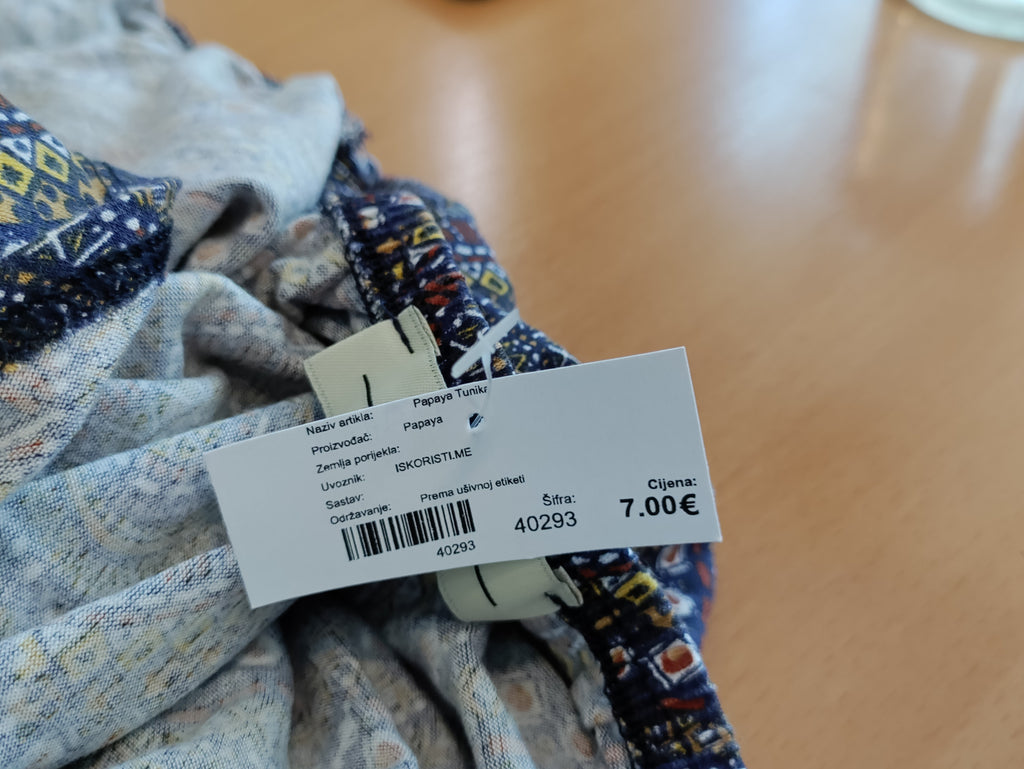 Naziv artikla: Papaya Tunika
Proizvođač: Papaya
Zemlja porijekla:
Uvoznik: ISKORISTI.ME
Sastav:
Održavanje: Prema ušivnoj etiketi
40293
Šifra:
40293
Cijena:
7.00€